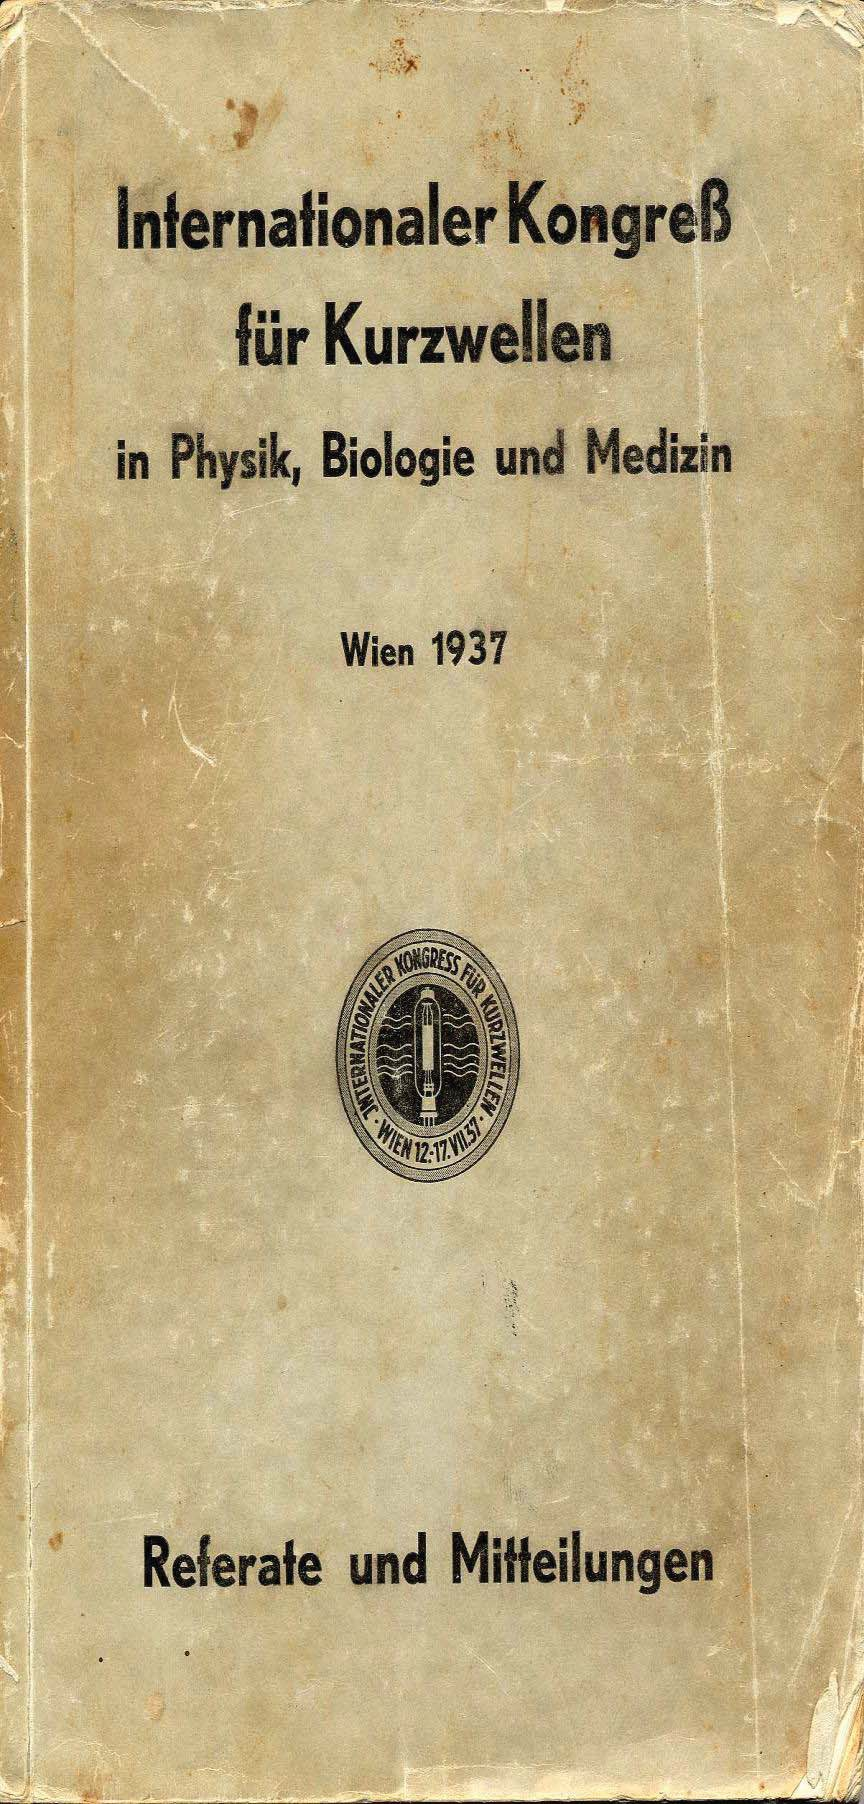 Internationaler Kongreß
für Kurzwellen
in Physik, Biologie und Medizin
Wien 1937
JNTERNATIONALER KONGRESS FÜR KURZWELLEN
· WIEN 12.-17.VII.37 ·
Referate und Mitteilungen